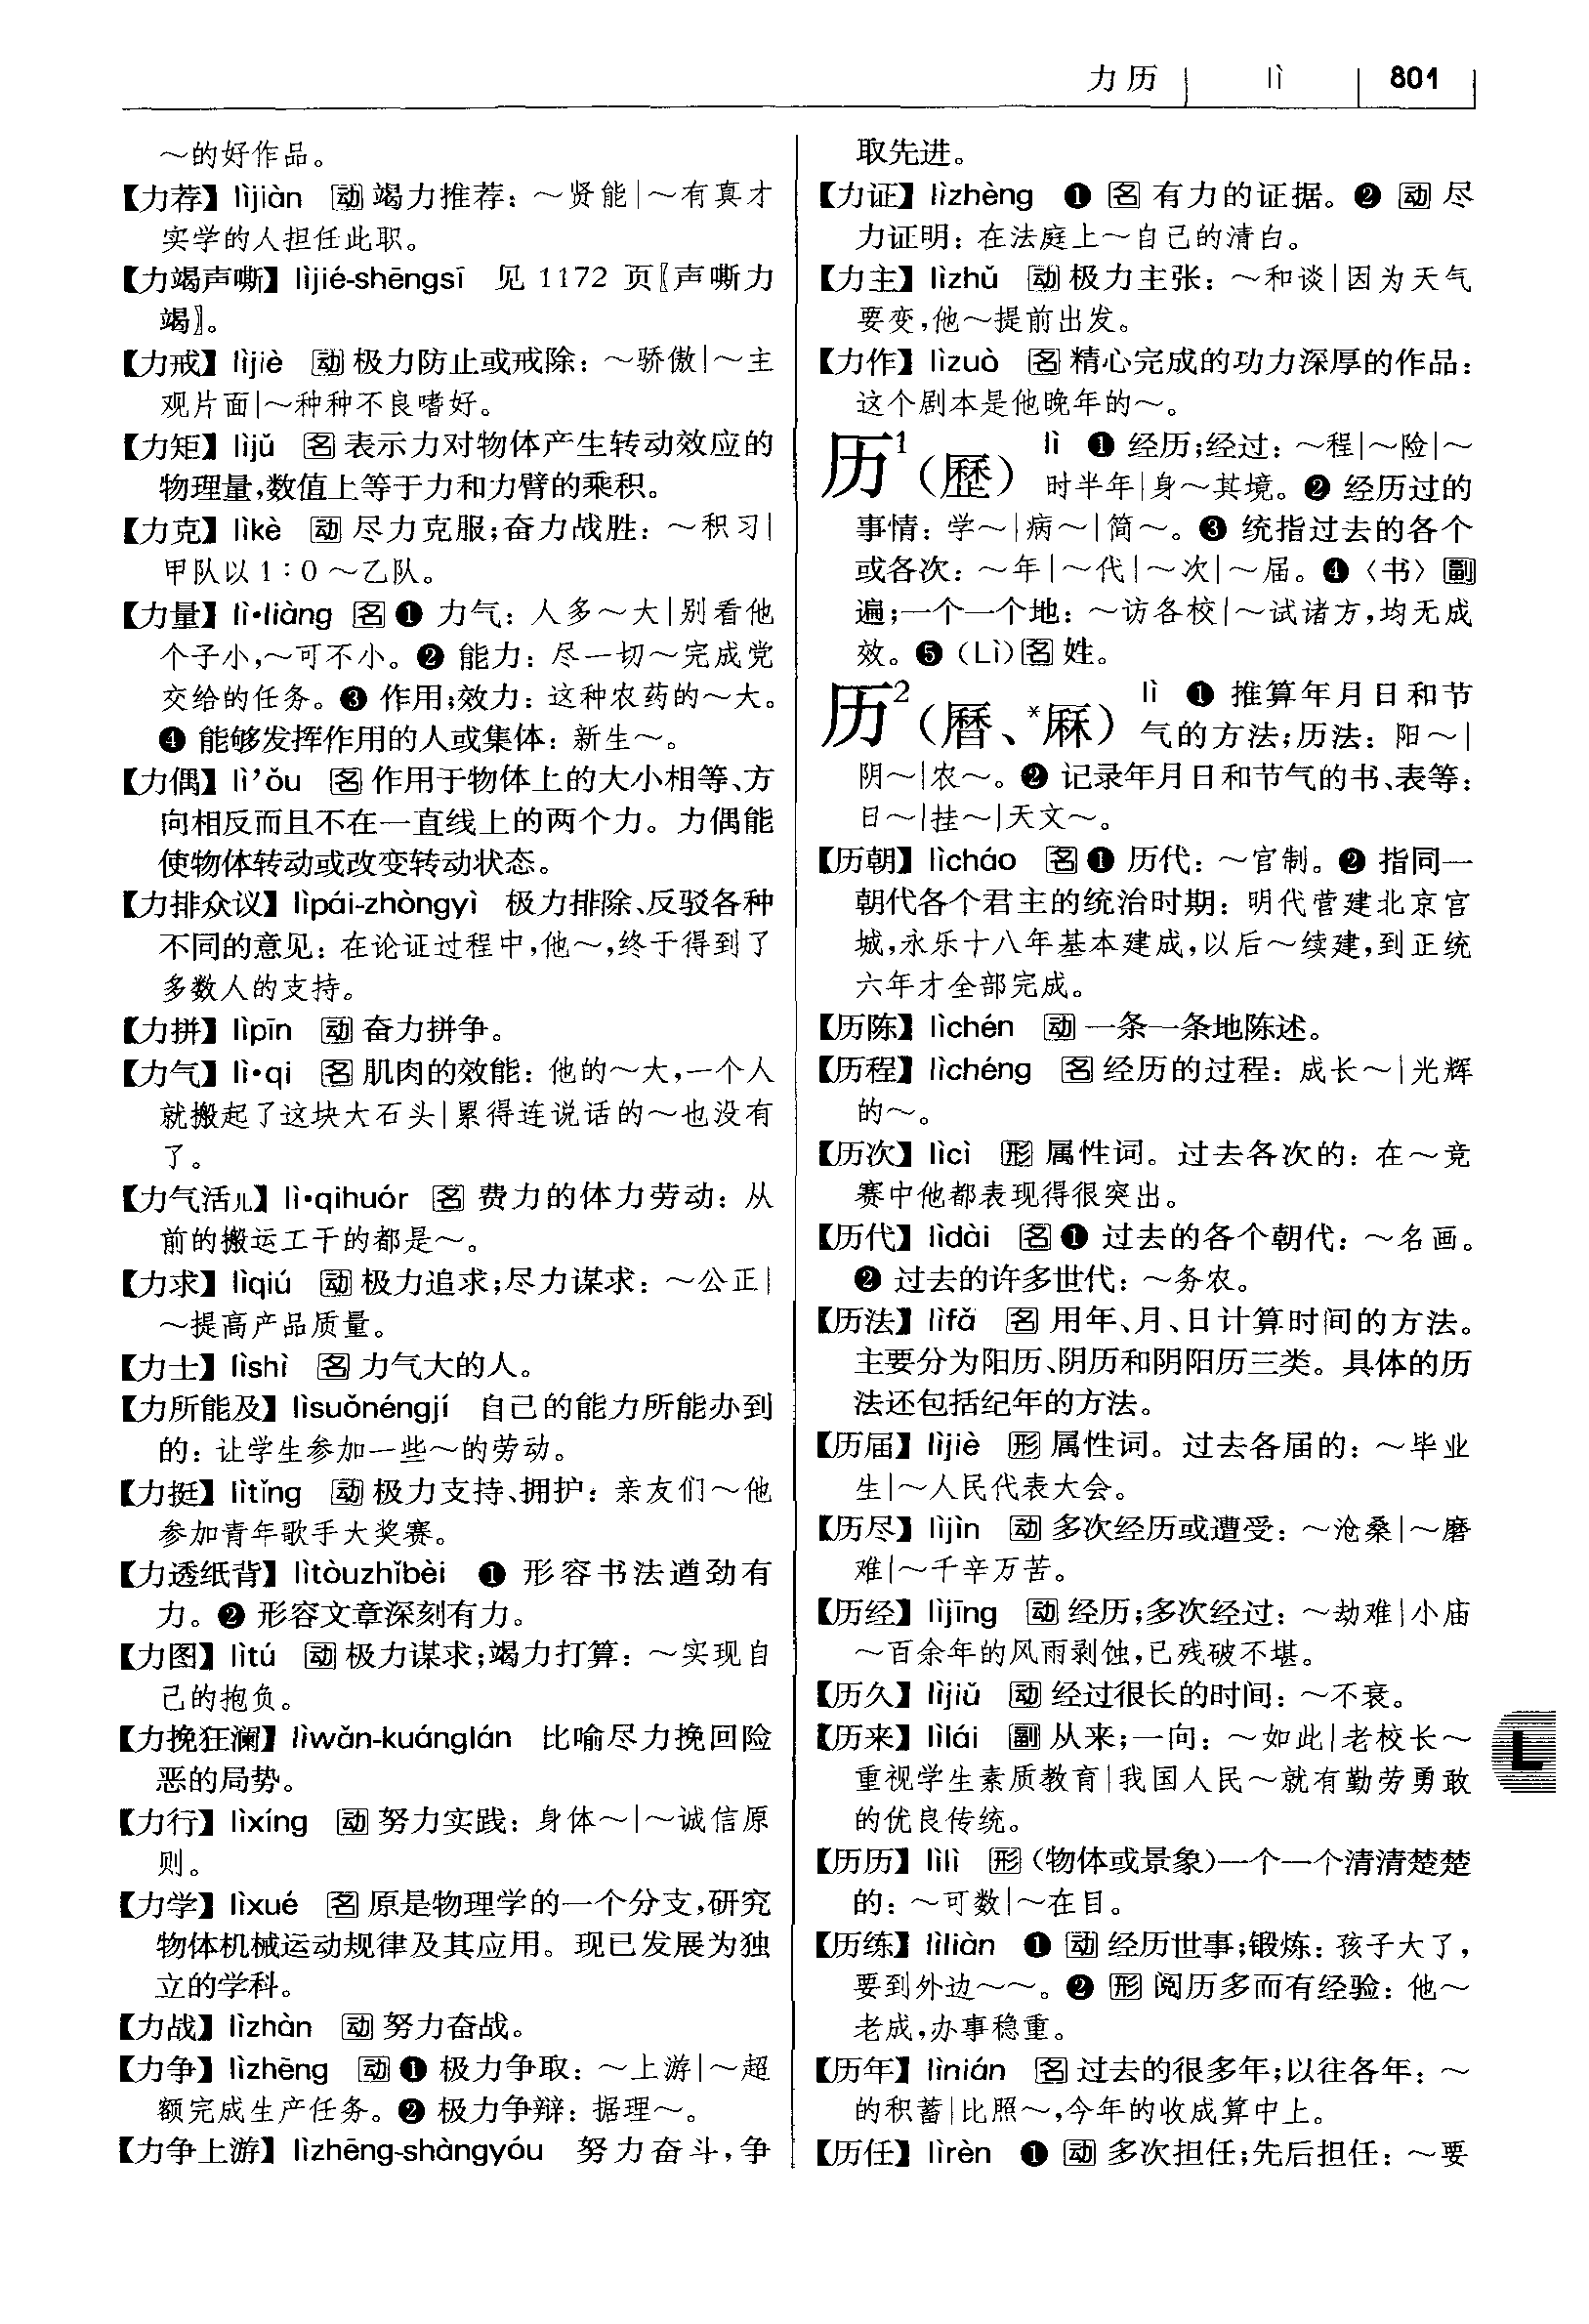 力历 lì 801
～的好作品。
【力荐】lìjiàn 动 竭力推荐：～贤能|～有真才
实学的人担任此职。
【力竭声嘶】lìjié-shēngsī 见 1172 页〖声嘶力
竭〗。
【力戒】lìjiè 动 极力防止或戒除：～骄傲|～主
观片面|～种种不良嗜好。
【力矩】lìjǔ 名 表示力对物体产生转动效应的
物理量,数值上等于力和力臂的乘积。
【力克】lìkè 动 尽力克服;奋力战胜：～积习|
甲队以 1∶0 ～乙队。
【力量】lì•liàng 名 ❶ 力气：人多～大|别看他
个子小,～可不小。❷ 能力：尽一切～完成党
交给的任务。❸ 作用;效力：这种农药的～大。
❹ 能够发挥作用的人或集体：新生～。
【力偶】lì’ǒu 名 作用于物体上的大小相等、方
向相反而且不在一直线上的两个力。力偶能
使物体转动或改变转动状态。
【力排众议】lìpái-zhòngyì 极力排除、反驳各种
不同的意见：在论证过程中,他～,终于得到了
多数人的支持。
【力拼】lìpīn 动 奋力拼争。
【力气】lì•qi 名 肌肉的效能：他的～大,一个人
就搬起了这块大石头|累得连说话的～也没有
了。
【力气活儿】lì•qihuór 名 费力的体力劳动：从
前的搬运工干的都是～。
【力求】lìqiú 动 极力追求;尽力谋求：～公正|
～提高产品质量。
【力士】lìshì 名 力气大的人。
【力所能及】lìsuǒnéngjí 自己的能力所能办到
的：让学生参加一些～的劳动。
【力挺】lìtǐng 动 极力支持、拥护：亲友们～他
参加青年歌手大奖赛。
【力透纸背】lìtòuzhǐbèi ❶ 形容书法遒劲有
力。❷ 形容文章深刻有力。
【力图】lìtú 动 极力谋求;竭力打算：～实现自
己的抱负。
【力挽狂澜】lìwǎn-kuánglán 比喻尽力挽回险
恶的局势。
【力行】lìxíng 动 努力实践：身体～|～诚信原
则。
【力学】lìxué 名 原是物理学的一个分支,研究
物体机械运动规律及其应用。现已发展为独
立的学科。
【力战】lìzhàn 动 努力奋战。
【力争】lìzhēng 动 ❶ 极力争取：～上游|～超
额完成生产任务。❷ 极力争辩：据理～。
【力争上游】lìzhēng-shàngyóu 努力奋斗,争
取先进。
【力证】lìzhèng ❶ 名 有力的证据。❷ 动 尽
力证明：在法庭上～自己的清白。
【力主】lìzhǔ 动 极力主张：～和谈|因为天气
要变,他～提前出发。
【力作】lìzuò 名 精心完成的功力深厚的作品：
这个剧本是他晚年的～。
历¹（歷） lì ❶ 经历;经过：～程|～险|～
时半年|身～其境。❷ 经历过的
事情：学～|病～|简～。❸ 统指过去的各个
或各次：～年|～代|～次|～届。❹〈书〉副
遍;一个一个地：～访各校|～试诸方,均无成
效。❺（Lì）名 姓。
历²（曆、*厤） lì ❶ 推算年月日和节
气的方法;历法：阳～|
阴～|农～。❷ 记录年月日和节气的书、表等：
日～|挂～|天文～。
【历朝】lìcháo 名 ❶ 历代：～官制。❷ 指同一
朝代各个君主的统治时期：明代营建北京宫
城,永乐十八年基本建成,以后～续建,到正统
六年才全部完成。
【历陈】lìchén 动 一条一条地陈述。
【历程】lìchéng 名 经历的过程：成长～|光辉
的～。
【历次】lìcì 形 属性词。过去各次的：在～竞
赛中他都表现得很突出。
【历代】lìdài 名 ❶ 过去的各个朝代：～名画。
❷ 过去的许多世代：～务农。
【历法】lìfǎ 名 用年、月、日计算时间的方法。
主要分为阳历、阴历和阴阳历三类。具体的历
法还包括纪年的方法。
【历届】lìjiè 形 属性词。过去各届的：～毕业
生|～人民代表大会。
【历尽】lìjìn 动 多次经历或遭受：～沧桑|～磨
难|～千辛万苦。
【历经】lìjīng 动 经历;多次经过：～劫难|小庙
～百余年的风雨剥蚀,已残破不堪。
【历久】lìjiǔ 动 经过很长的时间：～不衰。
【历来】lìlái 副 从来;一向：～如此|老校长～
重视学生素质教育|我国人民～就有勤劳勇敢
的优良传统。
L
【历历】lìlì 形（物体或景象）一个一个清清楚楚
的：～可数|～在目。
【历练】lìliàn ❶ 动 经历世事;锻炼：孩子大了,
要到外边～～。❷ 形 阅历多而有经验：他～
老成,办事稳重。
【历年】lìnián 名 过去的很多年;以往各年：～
的积蓄|比照～,今年的收成算中上。
【历任】lìrèn ❶ 动 多次担任;先后担任：～要